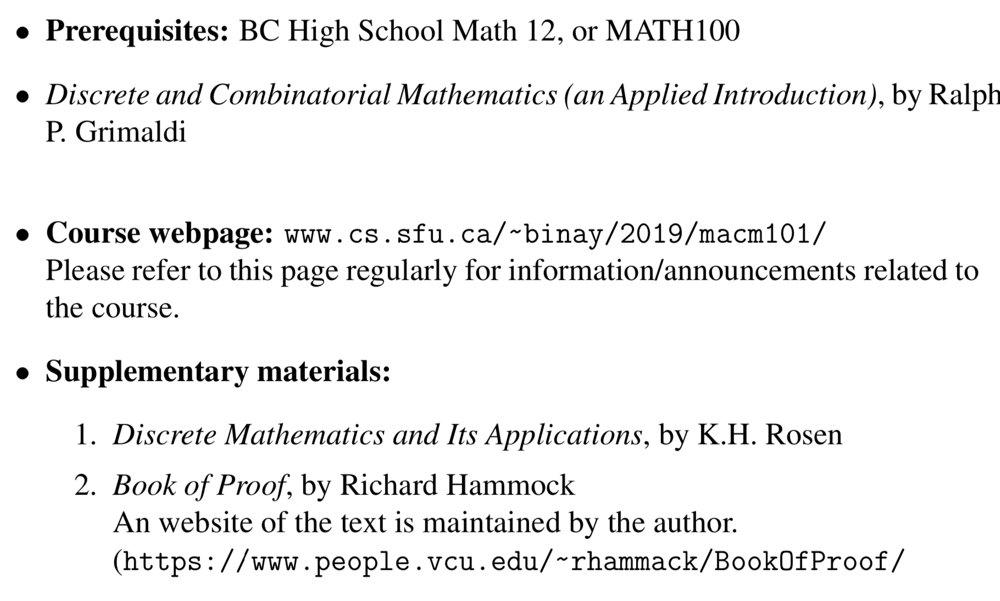 • Prerequisites: BC High School Math 12, or MATH100
• Discrete and Combinatorial Mathematics (an Applied Introduction), by Ralph
P. Grimaldi
• Course webpage: www.cs.sfu.ca/~binay/2019/macm101/
Please refer to this page regularly for information/announcements related to
the course.
• Supplementary materials:
1. Discrete Mathematics and Its Applications, by K.H. Rosen
2. Book of Proof, by Richard Hammock
An website of the text is maintained by the author.
(https://www.people.vcu.edu/~rhammack/BookOfProof/